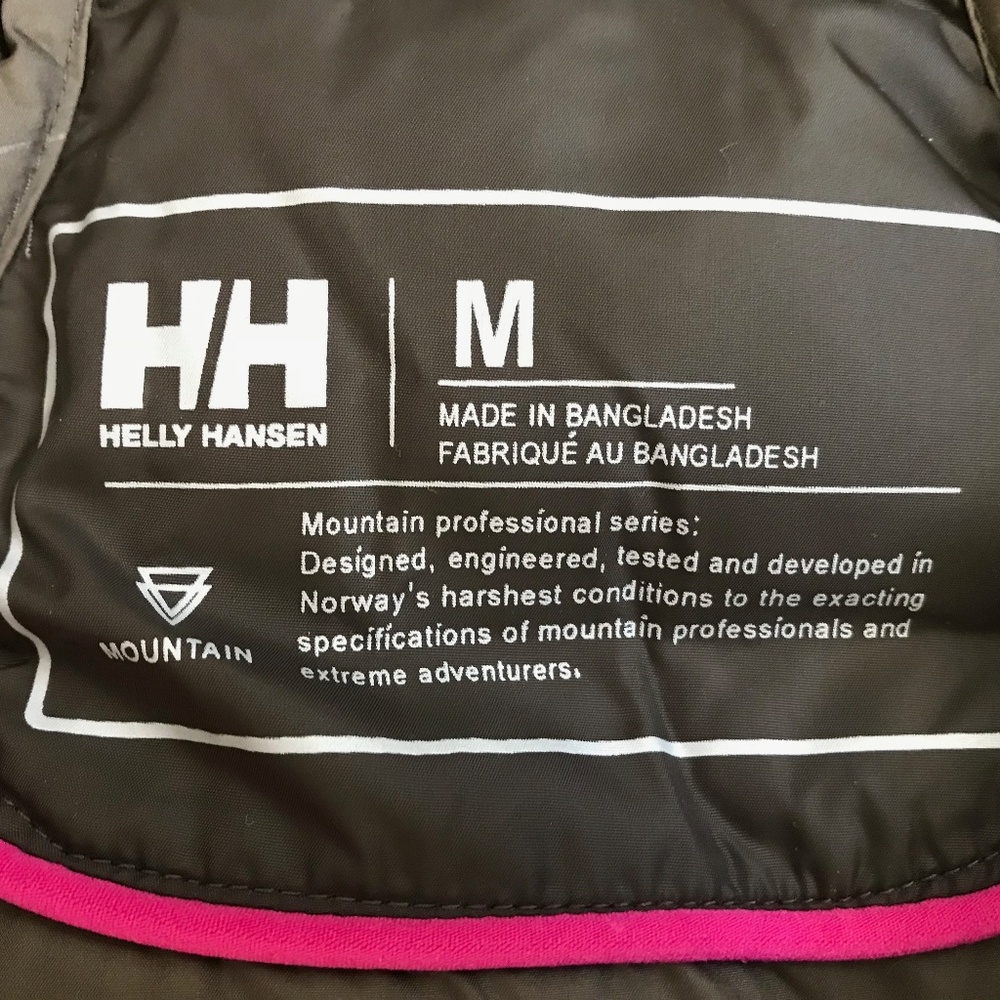 HH
HELLY HANSEN
M
MADE IN BANGLADESH
FABRIQUÉ AU BANGLADESH
MOUNTAIN
Mountain professional series:
Designed, engineered, tested and developed in
Norway's harshest conditions to the exacting
specifications of mountain professionals and
extreme adventurers.